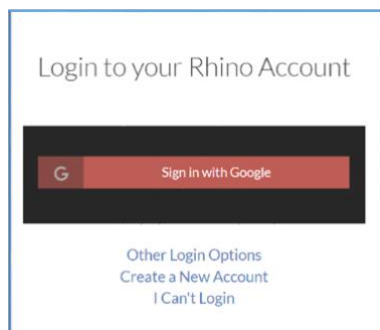 Login to your Rhino Account
G Sign in with Google
Other Login Options
Create a New Account
I Can't Login